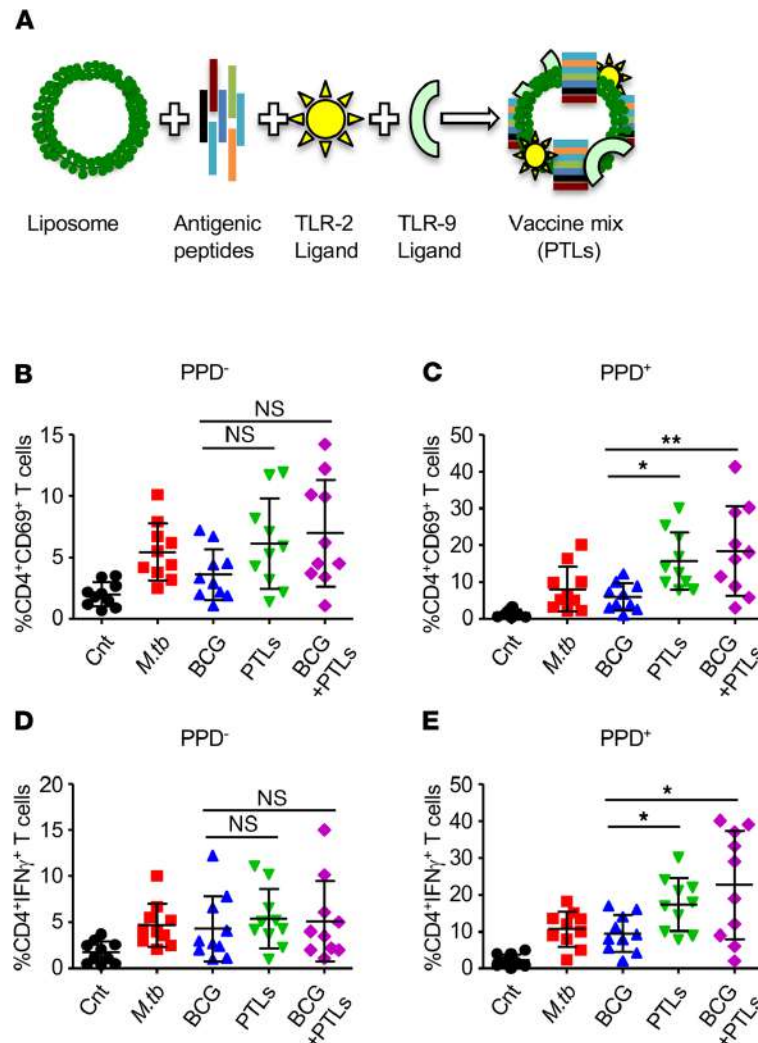 A
Liposome
Antigenic
peptides
TLR-2
Ligand
TLR-9
Ligand
Vaccine mix
(PTLs)
B
PPD-
NS
NS
%CD4+CD69+ T cells
15
10
5
0
Cnt
M.tb
BCG
PTLs
BCG
+PTLs
C
PPD+
**
*
%CD4+CD69+ T cells
50
40
30
20
10
0
Cnt
M.tb
BCG
PTLs
BCG
+PTLs
D
PPD-
NS
NS
%CD4+IFNγ+ T cells
20
15
10
5
0
Cnt
M.tb
BCG
PTLs
BCG
+PTLs
E
PPD+
*
*
%CD4+IFNγ+ T cells
50
40
30
20
10
0
Cnt
M.tb
BCG
PTLs
BCG
+PTLs